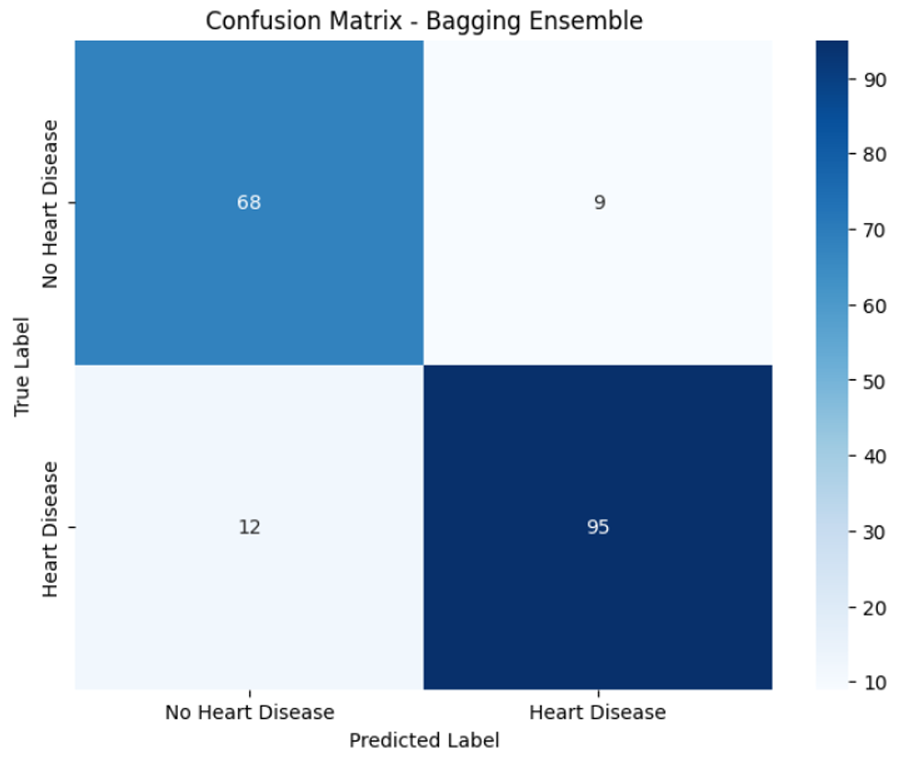 Confusion Matrix - Bagging Ensemble
True Label
No Heart Disease
Heart Disease
68
9
12
95
No Heart Disease
Heart Disease
Predicted Label
90
80
70
60
50
40
30
20
10